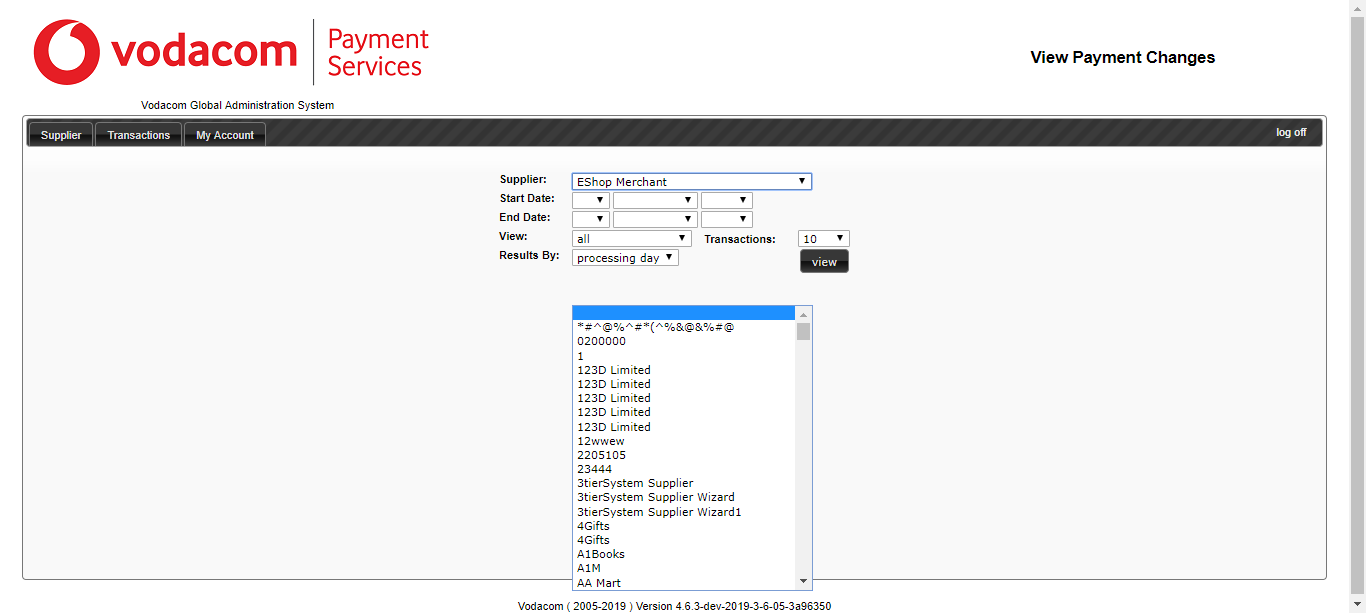 vodacom
Payment
Services
View Payment Changes
Vodacom Global Administration System
Supplier Transactions My Account log off
Supplier: EShop Merchant
Start Date:
End Date:
View: all Transactions: 10
Results By: processing day view
*#^@%^#*(^%&@&%#@
0200000
1
123D Limited
123D Limited
123D Limited
123D Limited
123D Limited
12wwew
2205105
23444
3tierSystem Supplier
3tierSystem Supplier Wizard
3tierSystem Supplier Wizard1
4Gifts
4Gifts
A1Books
A1M
AA Mart
Vodacom ( 2005-2019 ) Version 4.6.3-dev-2019-3-6-05-3a96350